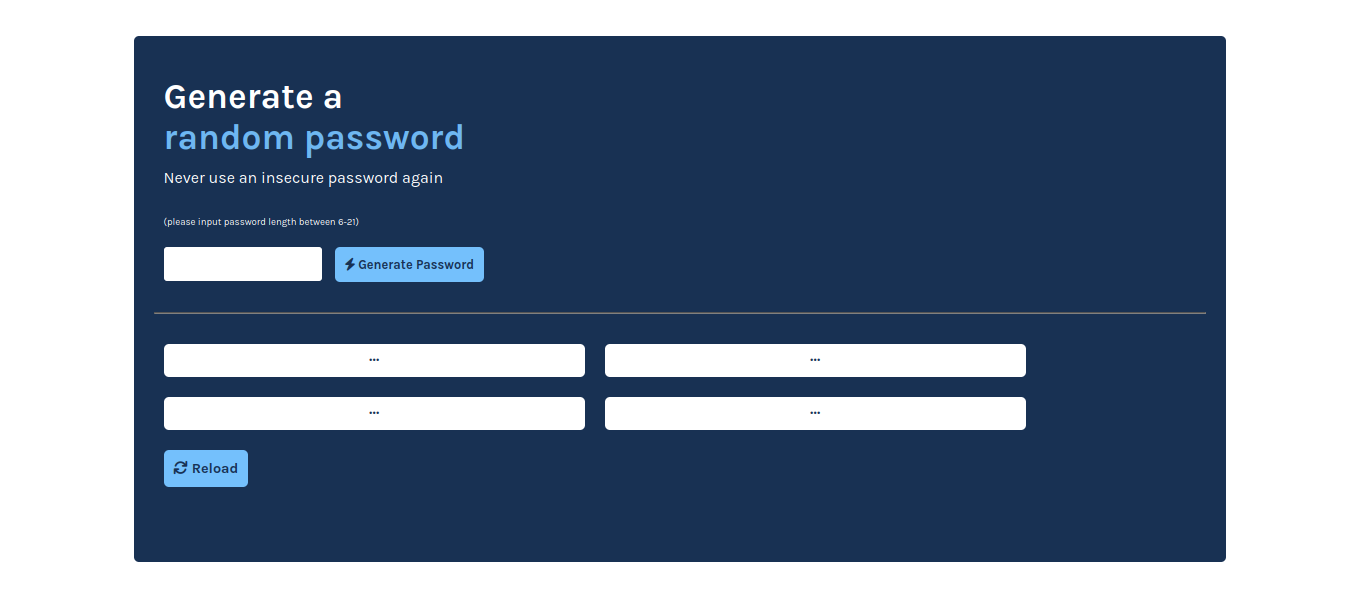 Generate a
random password
Never use an insecure password again
(please input password length between 6-21)
Generate Password
... ...
... ...
Reload